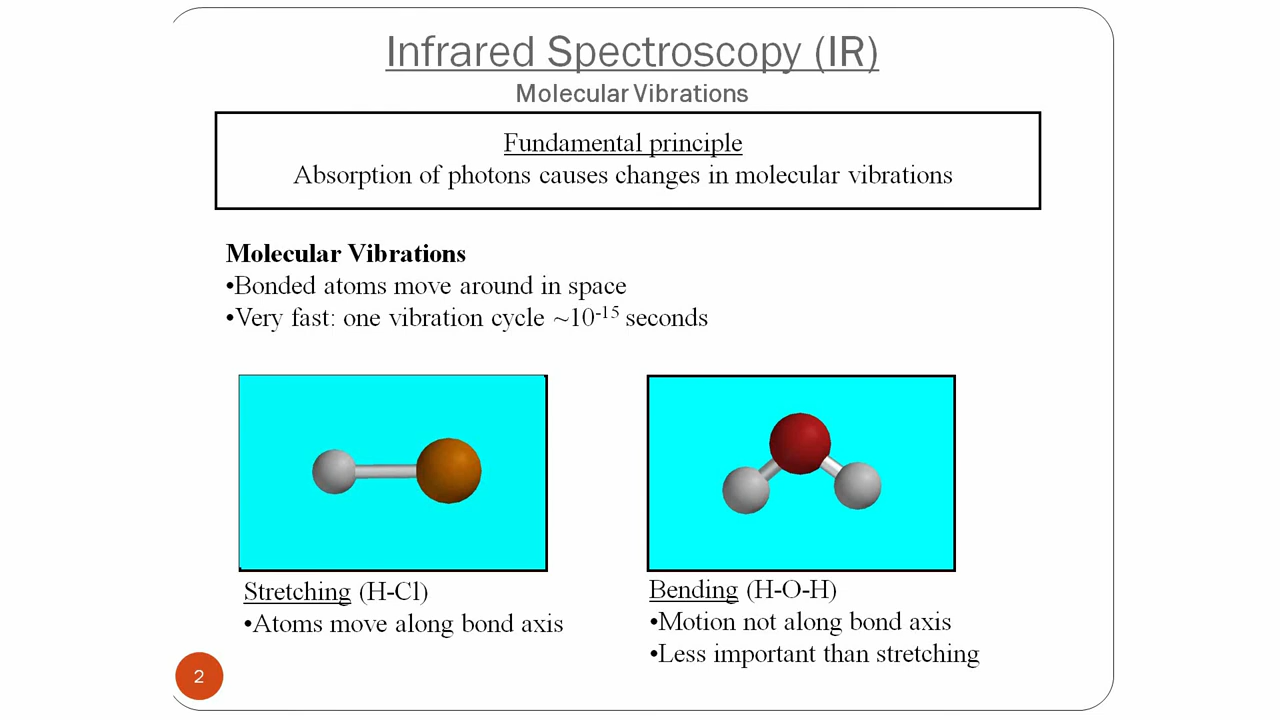 Infrared Spectroscopy (IR)
Molecular Vibrations
Fundamental principle
Absorption of photons causes changes in molecular vibrations
Molecular Vibrations
•Bonded atoms move around in space
•Very fast: one vibration cycle ~10⁻¹⁵ seconds
Stretching (H-Cl)
•Atoms move along bond axis
Bending (H-O-H)
•Motion not along bond axis
•Less important than stretching
2